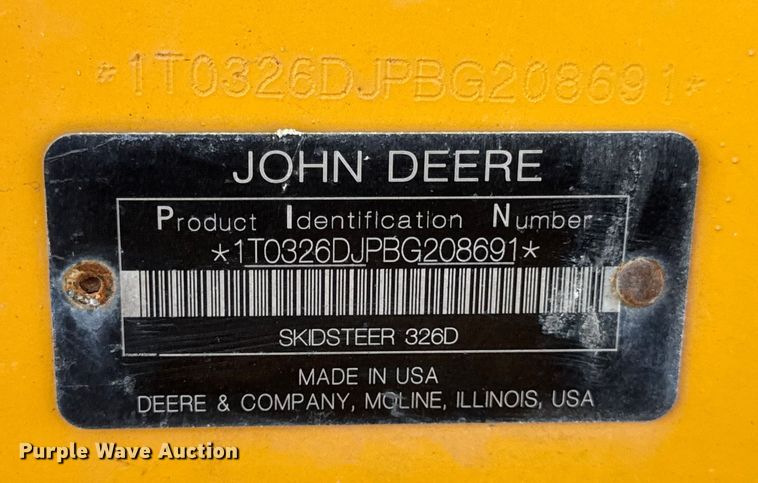 *1T0326DJPBG208691*
JOHN DEERE
Product Identification Number
*1T0326DJPBG208691*
SKIDSTEER 326D
MADE IN USA
DEERE & COMPANY, MOLINE, ILLINOIS, USA
Purple Wave Auction